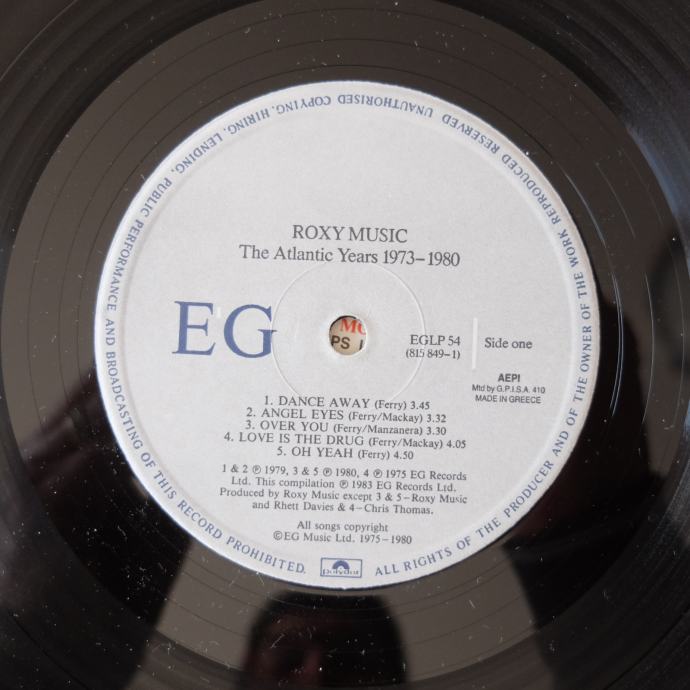 ROXY MUSIC
The Atlantic Years 1973–1980
EG
EGLP 54
(815 849–1)
Side one
AEPI
Mtd by G.P.I.S.A. 410
MADE IN GREECE
1. DANCE AWAY (Ferry) 3.45
2. ANGEL EYES (Ferry/Mackay) 3.32
3. OVER YOU (Ferry/Manzanera) 3.30
4. LOVE IS THE DRUG (Ferry/Mackay) 4.05
5. OH YEAH (Ferry) 4.50
1 & 2 ℗ 1979, 3 & 5 ℗ 1980, 4 ℗ 1975 EG Records
Ltd. This compilation ℗ 1983 EG Records Ltd.
Produced by Roxy Music except 3 & 5–Roxy Music
and Rhett Davies & 4–Chris Thomas.
All songs copyright
© EG Music Ltd. 1975–1980
polydor
ALL RIGHTS OF THE PRODUCER AND OF THE OWNER OF THE WORK REPRODUCED RESERVED UNAUTHORISED COPYING, HIRING, LENDING, PUBLIC PERFORMANCE AND BROADCASTING OF THIS RECORD PROHIBITED.
PS